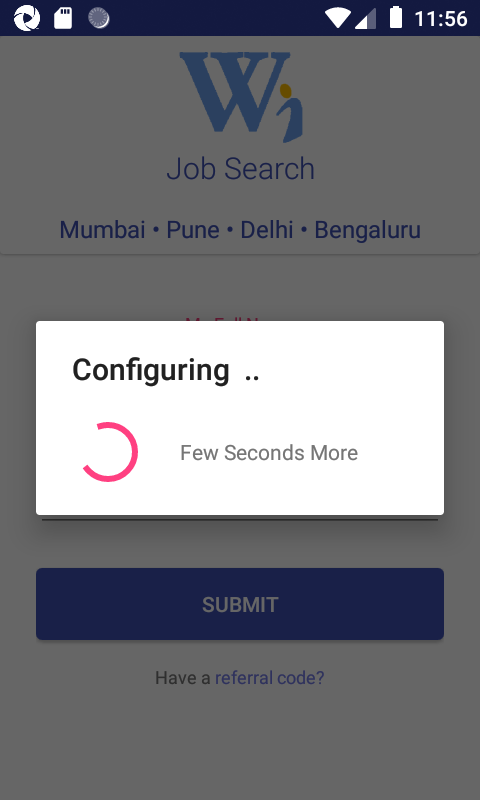 11:56
Wi
Job Search
Mumbai • Pune • Delhi • Bengaluru
Configuring ..
Few Seconds More
SUBMIT
Have a referral code?